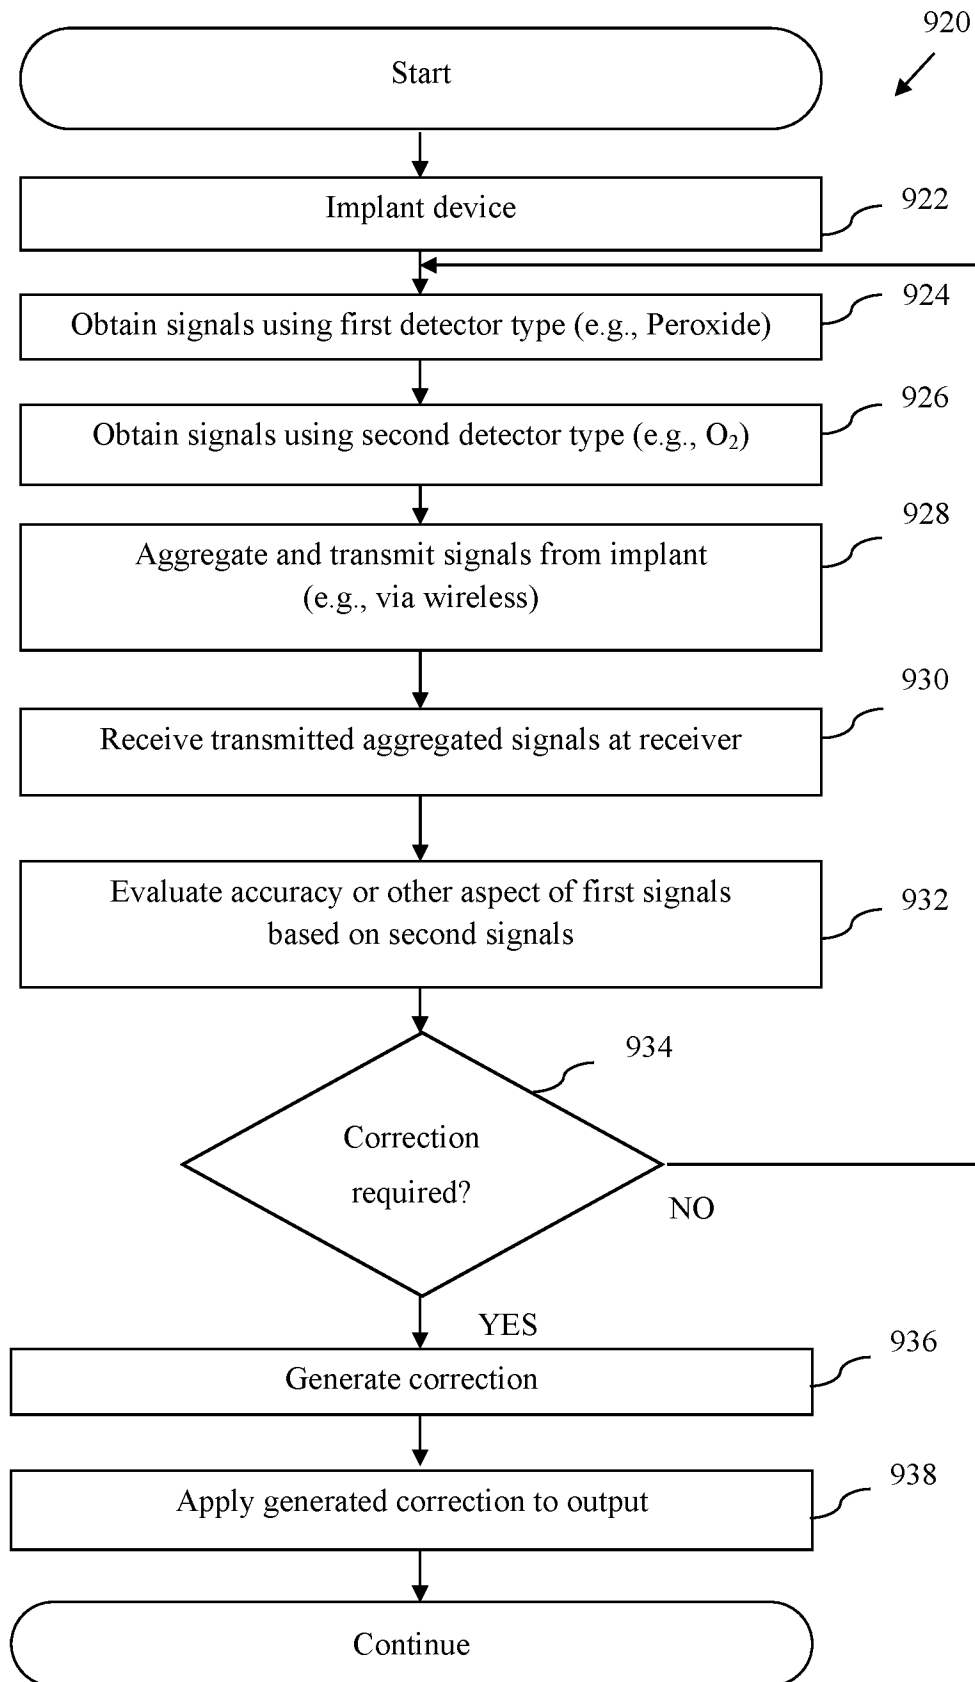 920
Start
Implant device
922
924
Obtain signals using first detector type (e.g., Peroxide)
926
Obtain signals using second detector type (e.g., O₂)
928
Aggregate and transmit signals from implant
(e.g., via wireless)
930
Receive transmitted aggregated signals at receiver
Evaluate accuracy or other aspect of first signals
based on second signals
932
934
Correction
required?
NO
YES
936
Generate correction
938
Apply generated correction to output
Continue